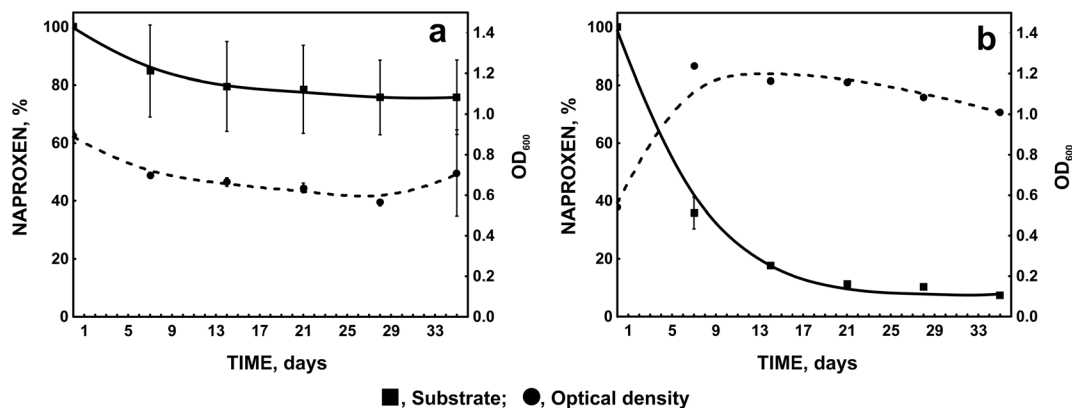 a
NAPROXEN, %
100
80
60
40
20
0
1.4
1.2
1.0
0.8
0.6
0.4
0.2
0.0
OD600
1 5 9 13 17 21 25 29 33
TIME, days
b
NAPROXEN, %
100
80
60
40
20
0
1.4
1.2
1.0
0.8
0.6
0.4
0.2
0.0
OD600
1 5 9 13 17 21 25 29 33
TIME, days
■, Substrate; ●, Optical density